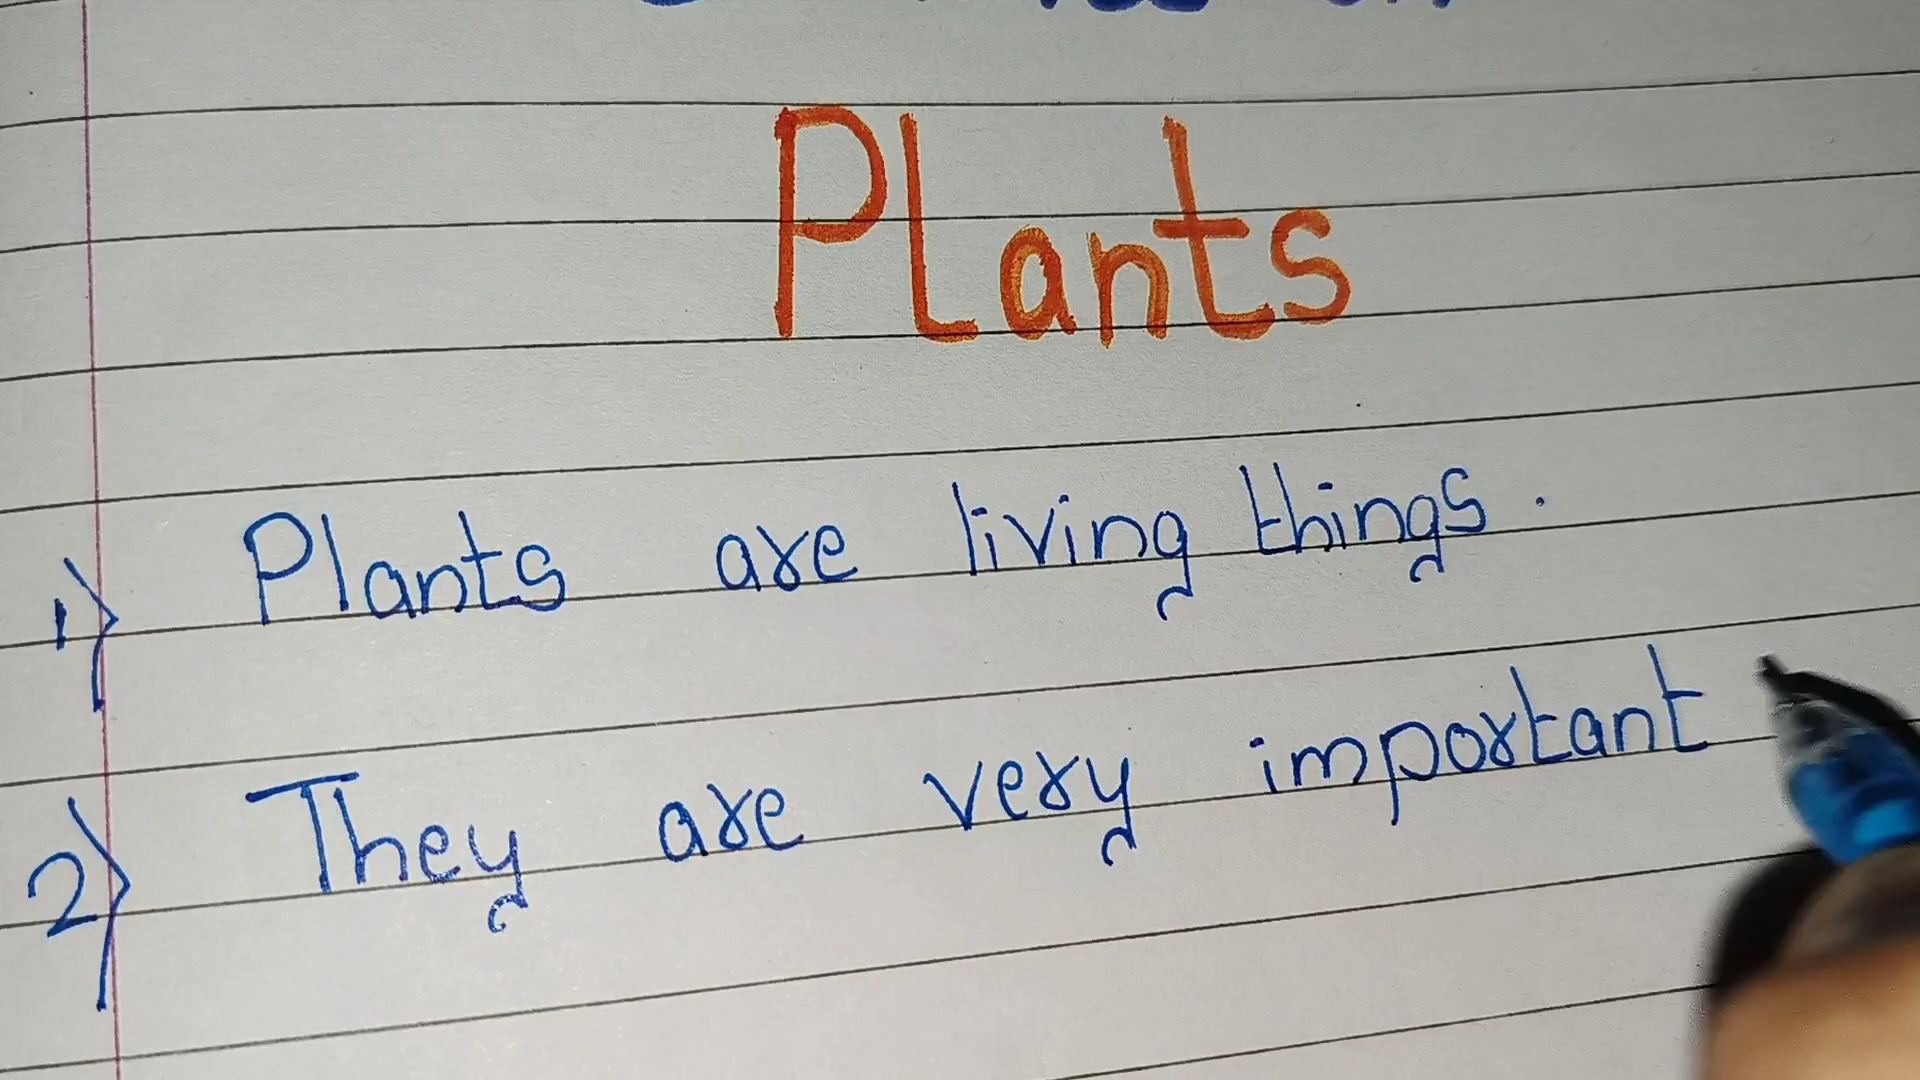 Plants
1) Plants are living things.
2) They are very important